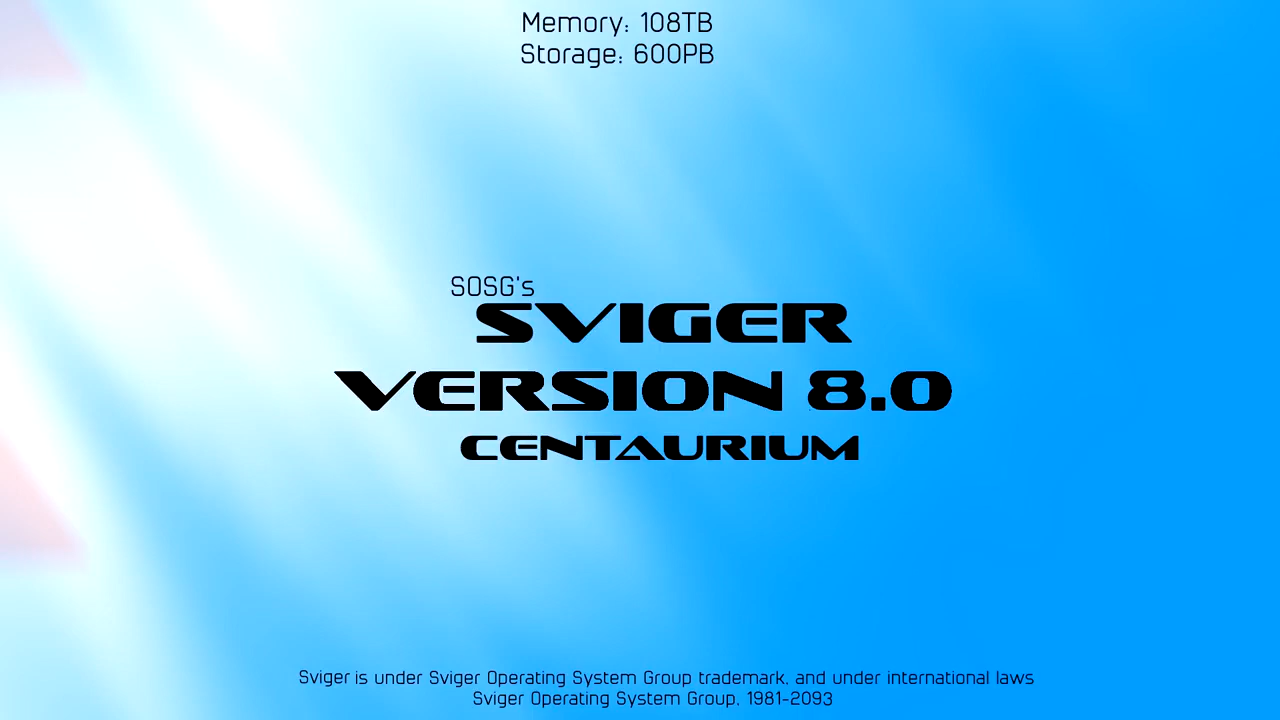 Memory: 108TB
Storage: 600PB
SOSG's
SVIGER
VERSION 8.0
CENTAURIUM
Sviger is under Sviger Operating System Group trademark, and under international laws
Sviger Operating System Group, 1981-2093